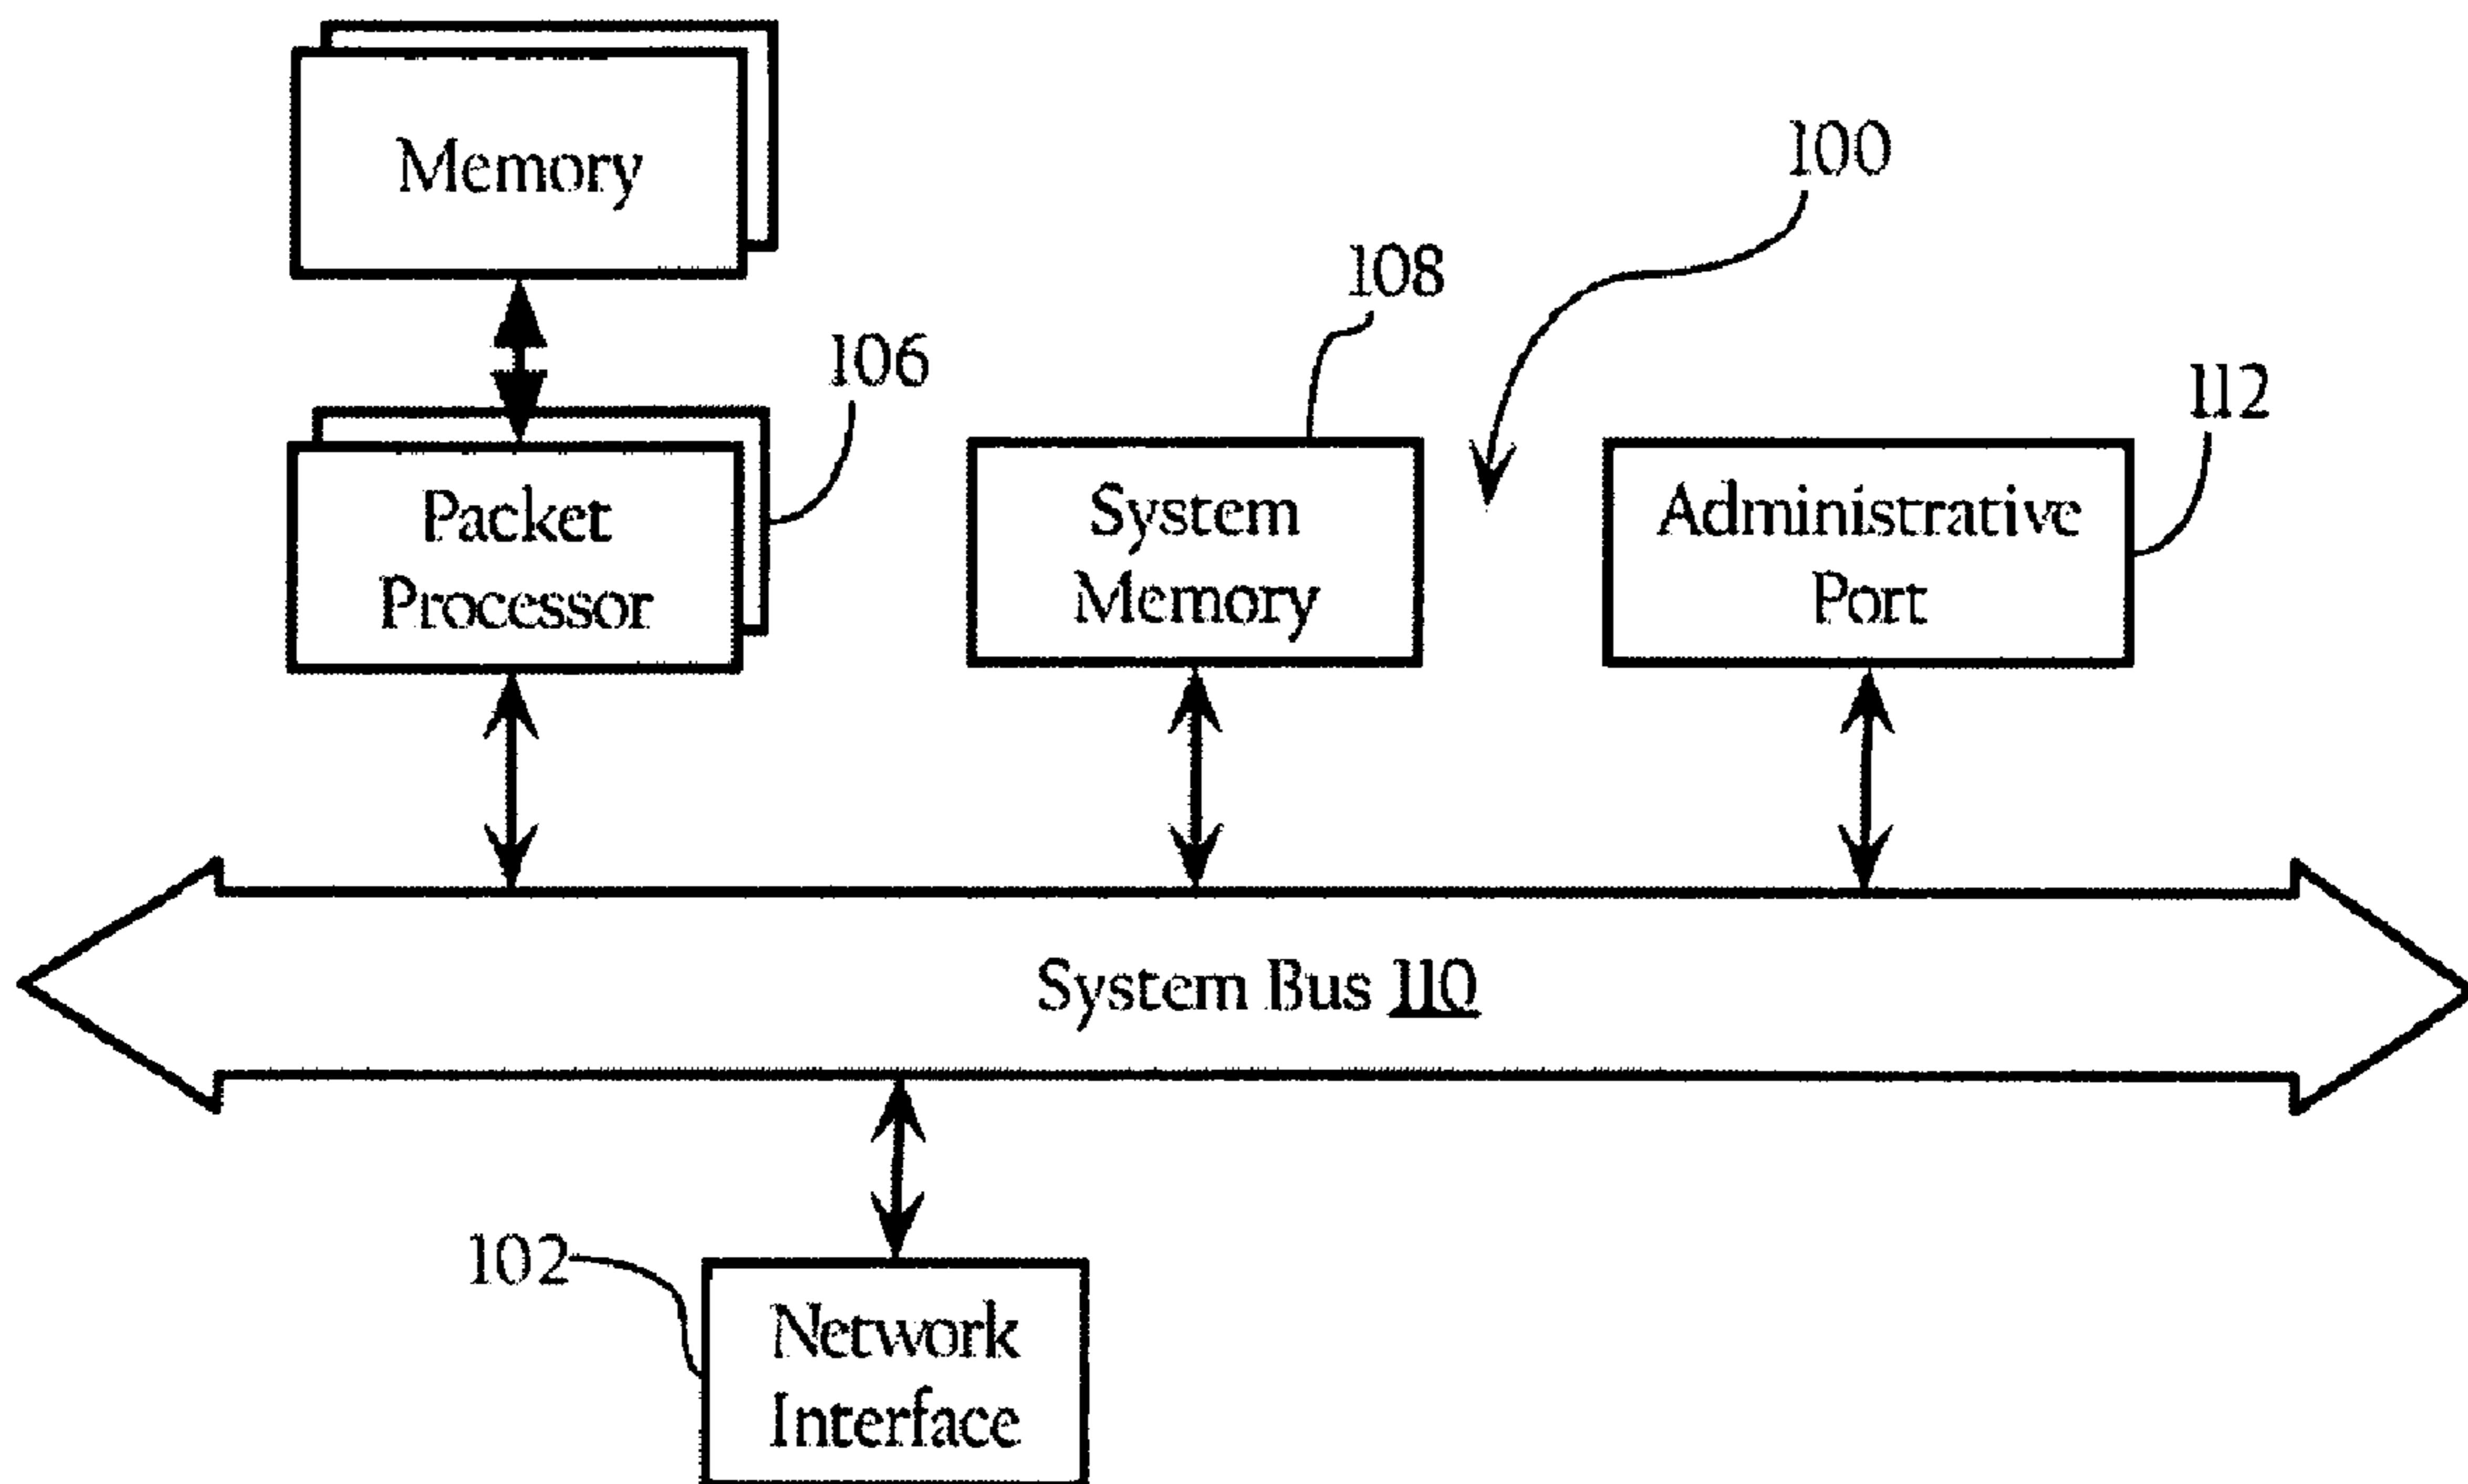 Memory
100
108
106
112
Packet
Processor
System
Memory
Administrative
Port
System Bus 110
102
Network
Interface